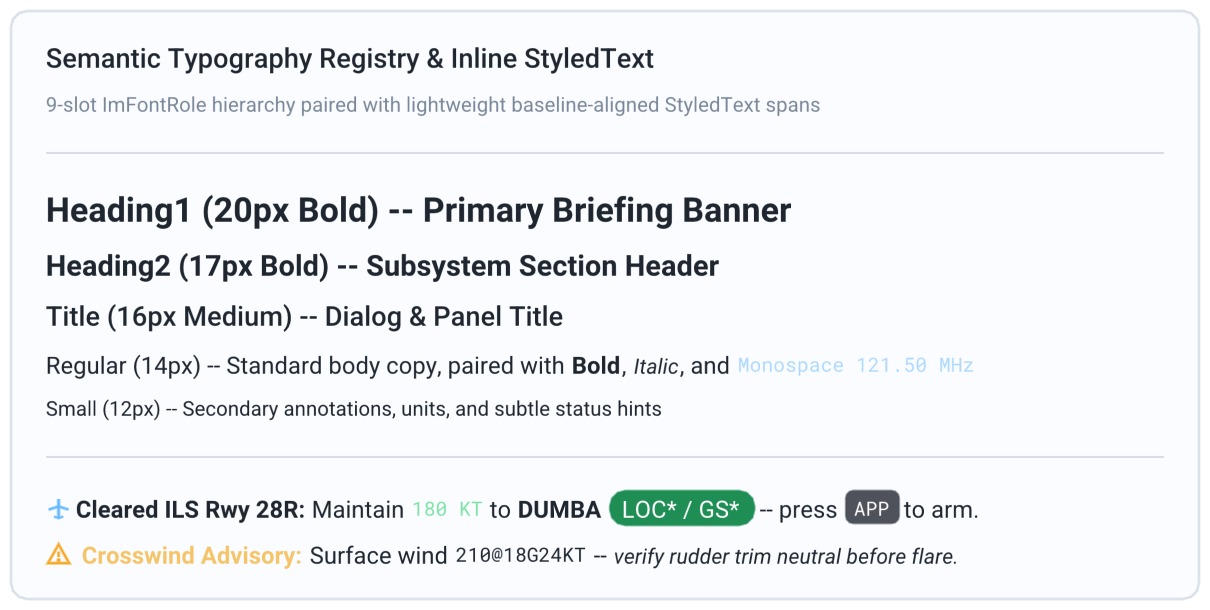 Semantic Typography Registry & Inline StyledText
9-slot ImFontRole hierarchy paired with lightweight baseline-aligned StyledText spans
Heading1 (20px Bold) -- Primary Briefing Banner
Heading2 (17px Bold) -- Subsystem Section Header
Title (16px Medium) -- Dialog & Panel Title
Regular (14px) -- Standard body copy, paired with Bold, Italic, and Monospace 121.50 MHz
Small (12px) -- Secondary annotations, units, and subtle status hints
Cleared ILS Rwy 28R: Maintain 180 KT to DUMBA LOC* / GS* -- press APP to arm.
Crosswind Advisory: Surface wind 210@18G24KT -- verify rudder trim neutral before flare.